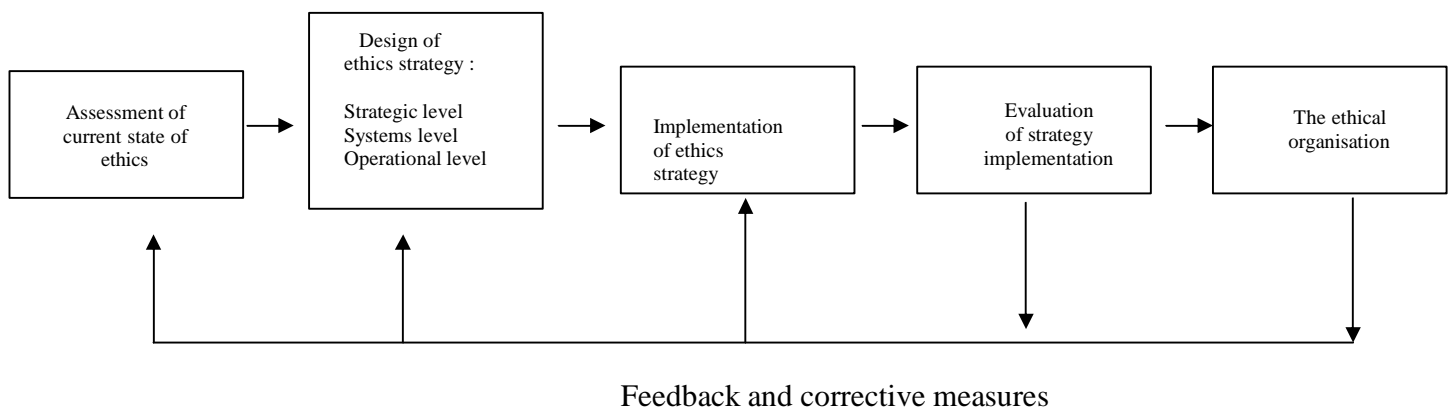 Assessment of
current state of
ethics
Design of
ethics strategy :
Strategic level
Systems level
Operational level
Implementation
of ethics
strategy
Evaluation
of strategy
implementation
The ethical
organisation
Feedback and corrective measures